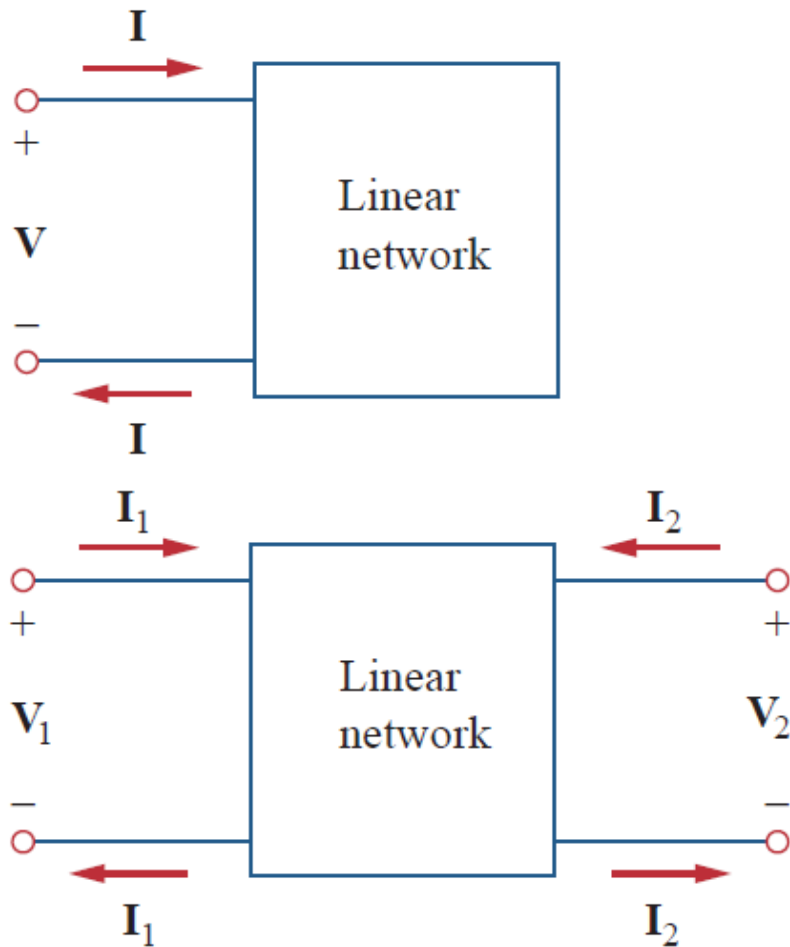 I
+
Linear
V
network
−
I
I₁ I₂
+ +
Linear
V₁ V₂
network
− −
I₁ I₂